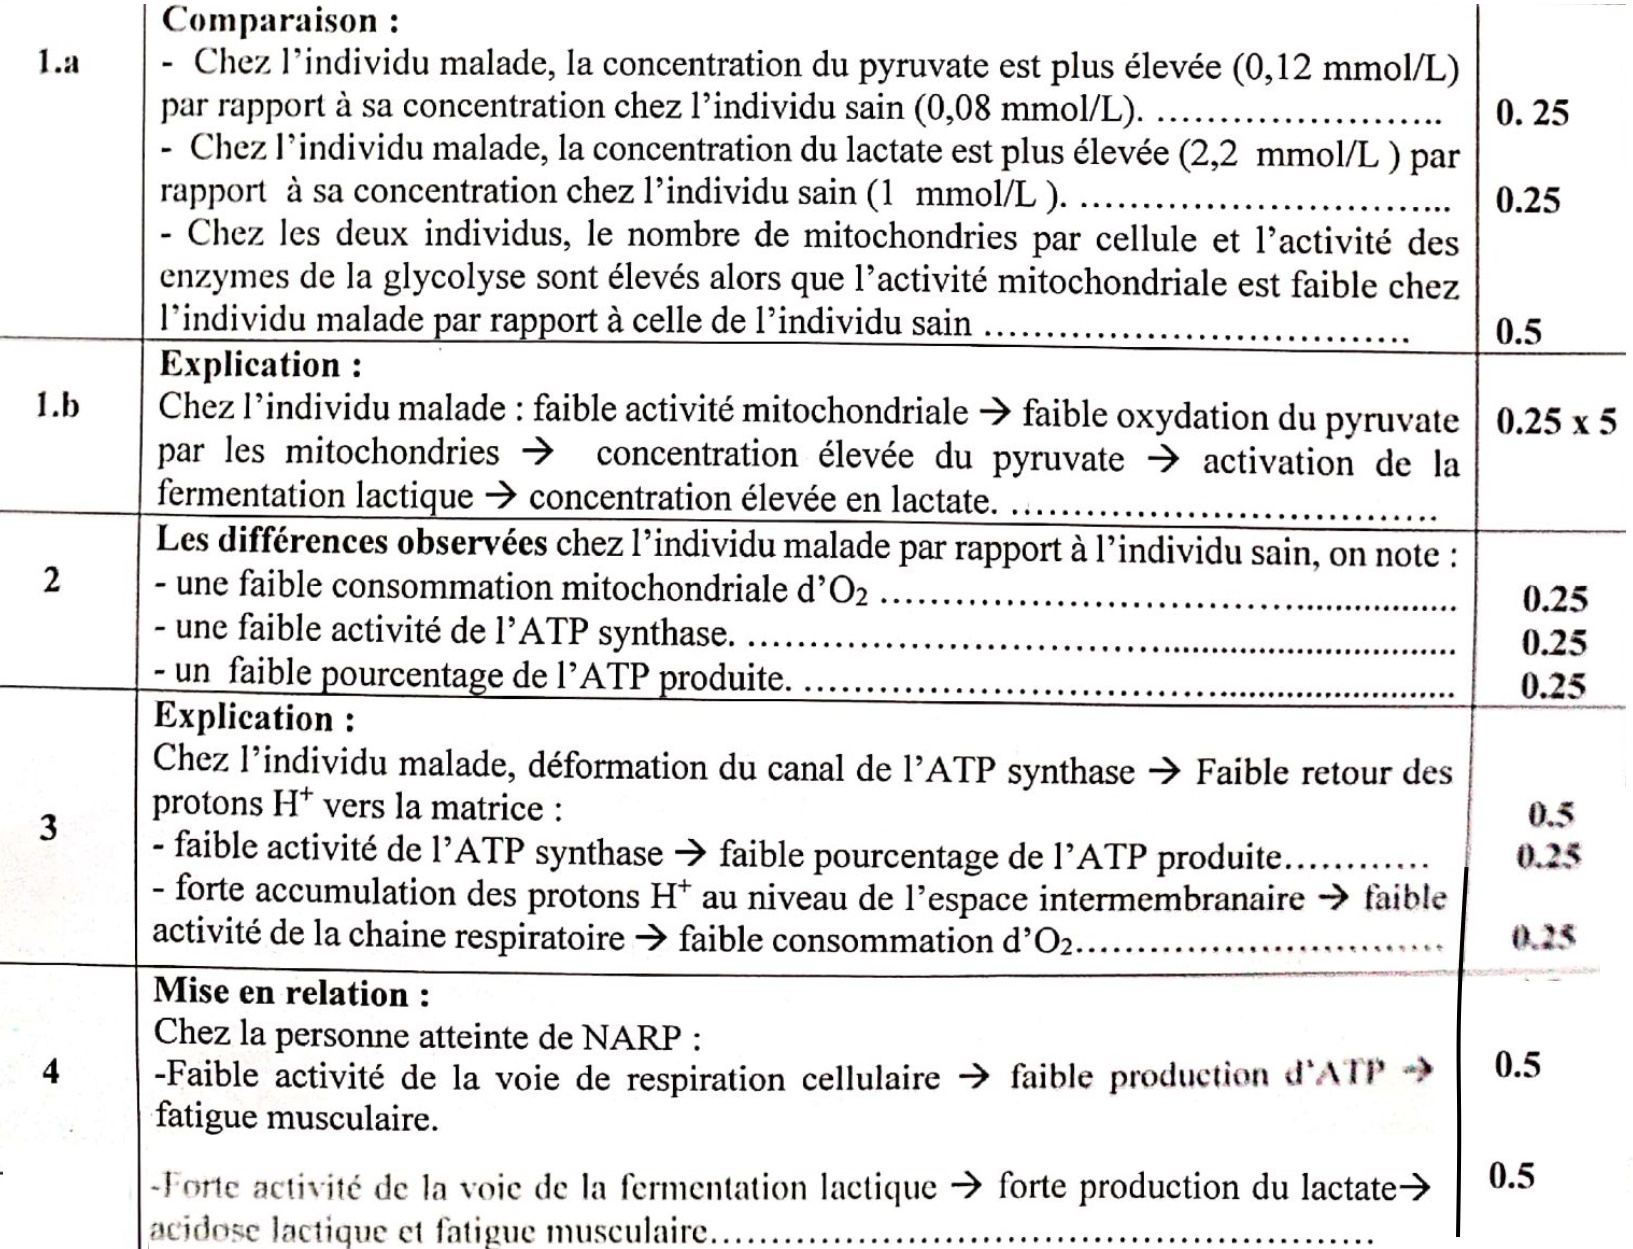 Comparaison :
1.a
- Chez l'individu malade, la concentration du pyruvate est plus élevée (0,12 mmol/L)
par rapport à sa concentration chez l'individu sain (0,08 mmol/L). ........................ 0. 25
- Chez l'individu malade, la concentration du lactate est plus élevée (2,2 mmol/L ) par
rapport à sa concentration chez l'individu sain (1 mmol/L ). ............................... 0.25
- Chez les deux individus, le nombre de mitochondries par cellule et l'activité des
enzymes de la glycolyse sont élevés alors que l'activité mitochondriale est faible chez
l'individu malade par rapport à celle de l'individu sain .................................... 0.5
Explication :
1.b Chez l'individu malade : faible activité mitochondriale → faible oxydation du pyruvate 0.25 x 5
par les mitochondries → concentration élevée du pyruvate → activation de la
fermentation lactique → concentration élevée en lactate. ....................................
Les différences observées chez l'individu malade par rapport à l'individu sain, on note :
2 - une faible consommation mitochondriale d'O₂ .................................................... 0.25
- une faible activité de l'ATP synthase. ................................................................ 0.25
- un faible pourcentage de l'ATP produite. ............................................................ 0.25
Explication :
Chez l'individu malade, déformation du canal de l'ATP synthase → Faible retour des
protons H⁺ vers la matrice : 0.5
3 - faible activité de l'ATP synthase → faible pourcentage de l'ATP produite............ 0.25
- forte accumulation des protons H⁺ au niveau de l'espace intermembranaire → faible
activité de la chaine respiratoire → faible consommation d'O₂............................... 0.25
Mise en relation :
Chez la personne atteinte de NARP :
4 -Faible activité de la voie de respiration cellulaire → faible production d'ATP → 0.5
fatigue musculaire.
-Forte activité de la voie de la fermentation lactique → forte production du lactate→ 0.5
acidose lactique et fatigue musculaire.......................................................